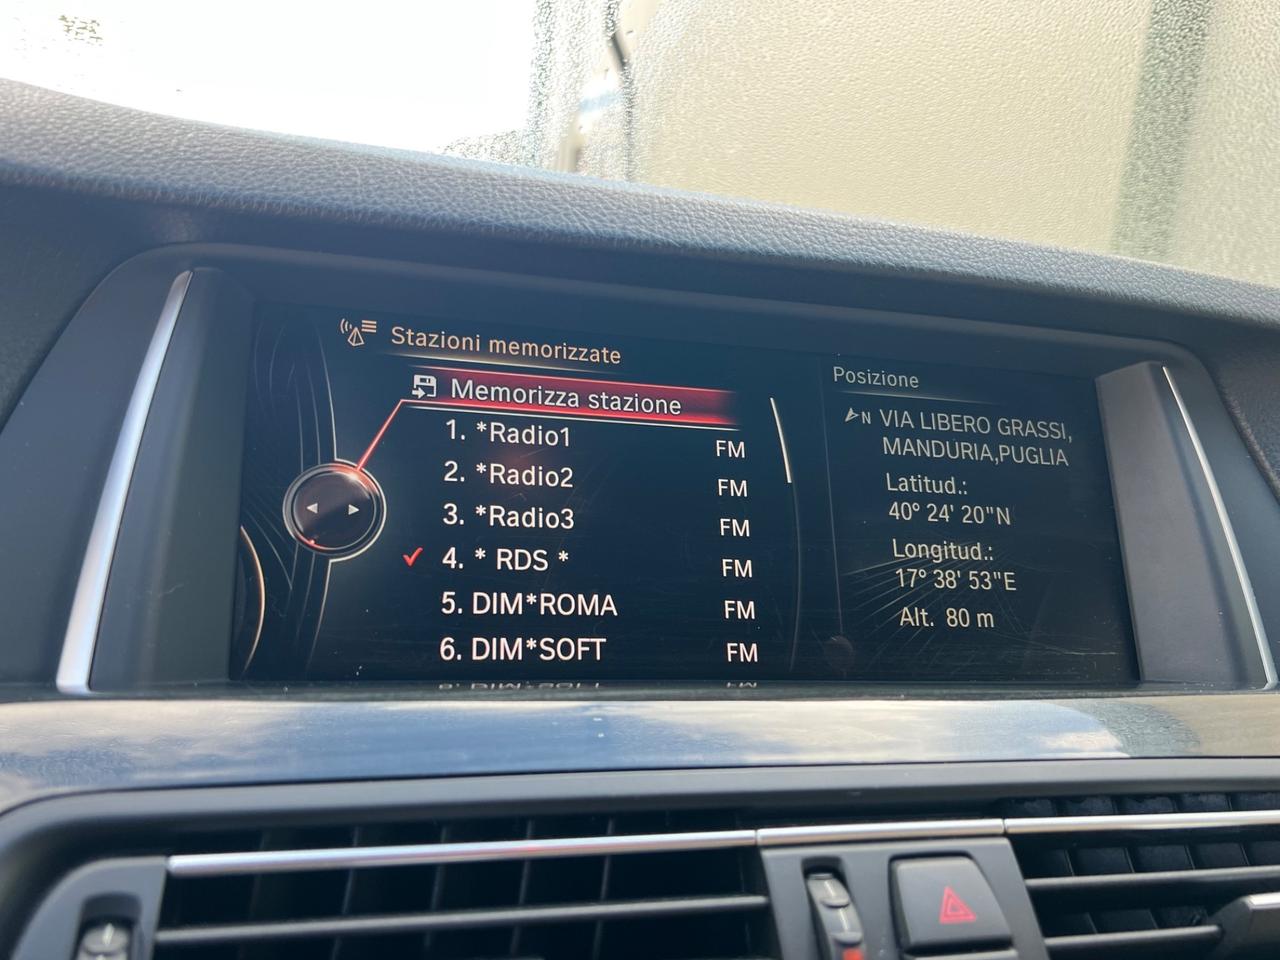 Stazioni memorizzate
Memorizza stazione
1. *Radio1 FM
2. *Radio2 FM
3. *Radio3 FM
✓ 4. * RDS * FM
5. DIM*ROMA FM
6. DIM*SOFT FM
Posizione
N VIA LIBERO GRASSI,
MANDURIA,PUGLIA
Latitud.:
40° 24' 20"N
Longitud.:
17° 38' 53"E
Alt. 80 m